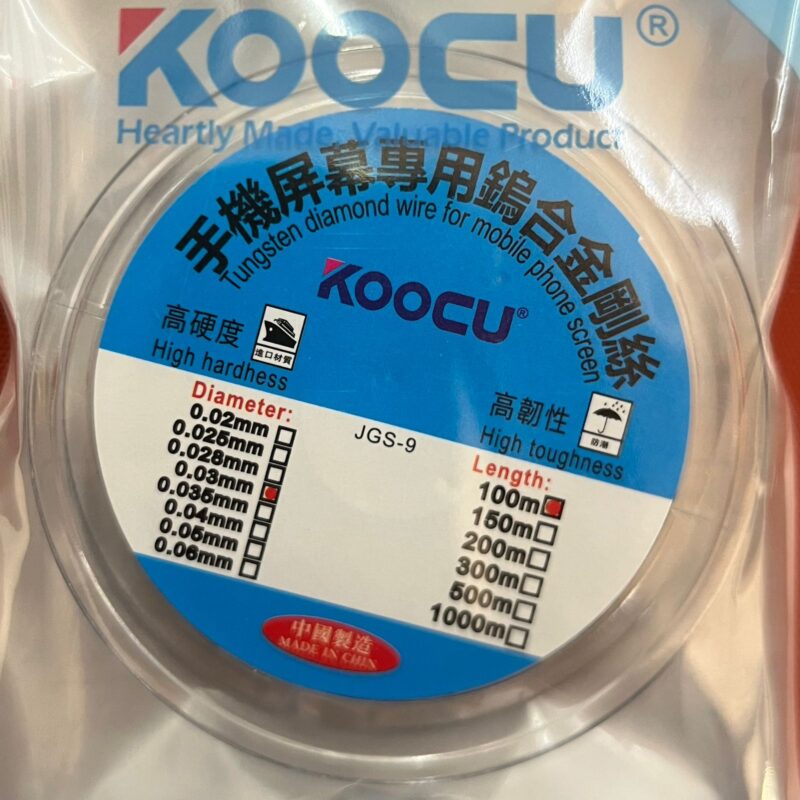 KOOCU®
Heartly Made, Valuable Product
手機屏幕專用鎢合金剛絲
Tungsten diamond wire for mobile phone screen
KOOCU®
高硬度
進口材質
High hardhess
高韌性
防潮
High toughness
JGS-9
Diameter:
0.02mm
0.025mm
0.028mm
0.03mm
0.035mm
0.04mm
0.05mm
0.06mm
Length:
100m
150m
200m
300m
500m
1000m
中國製造
MADE IN CHIN